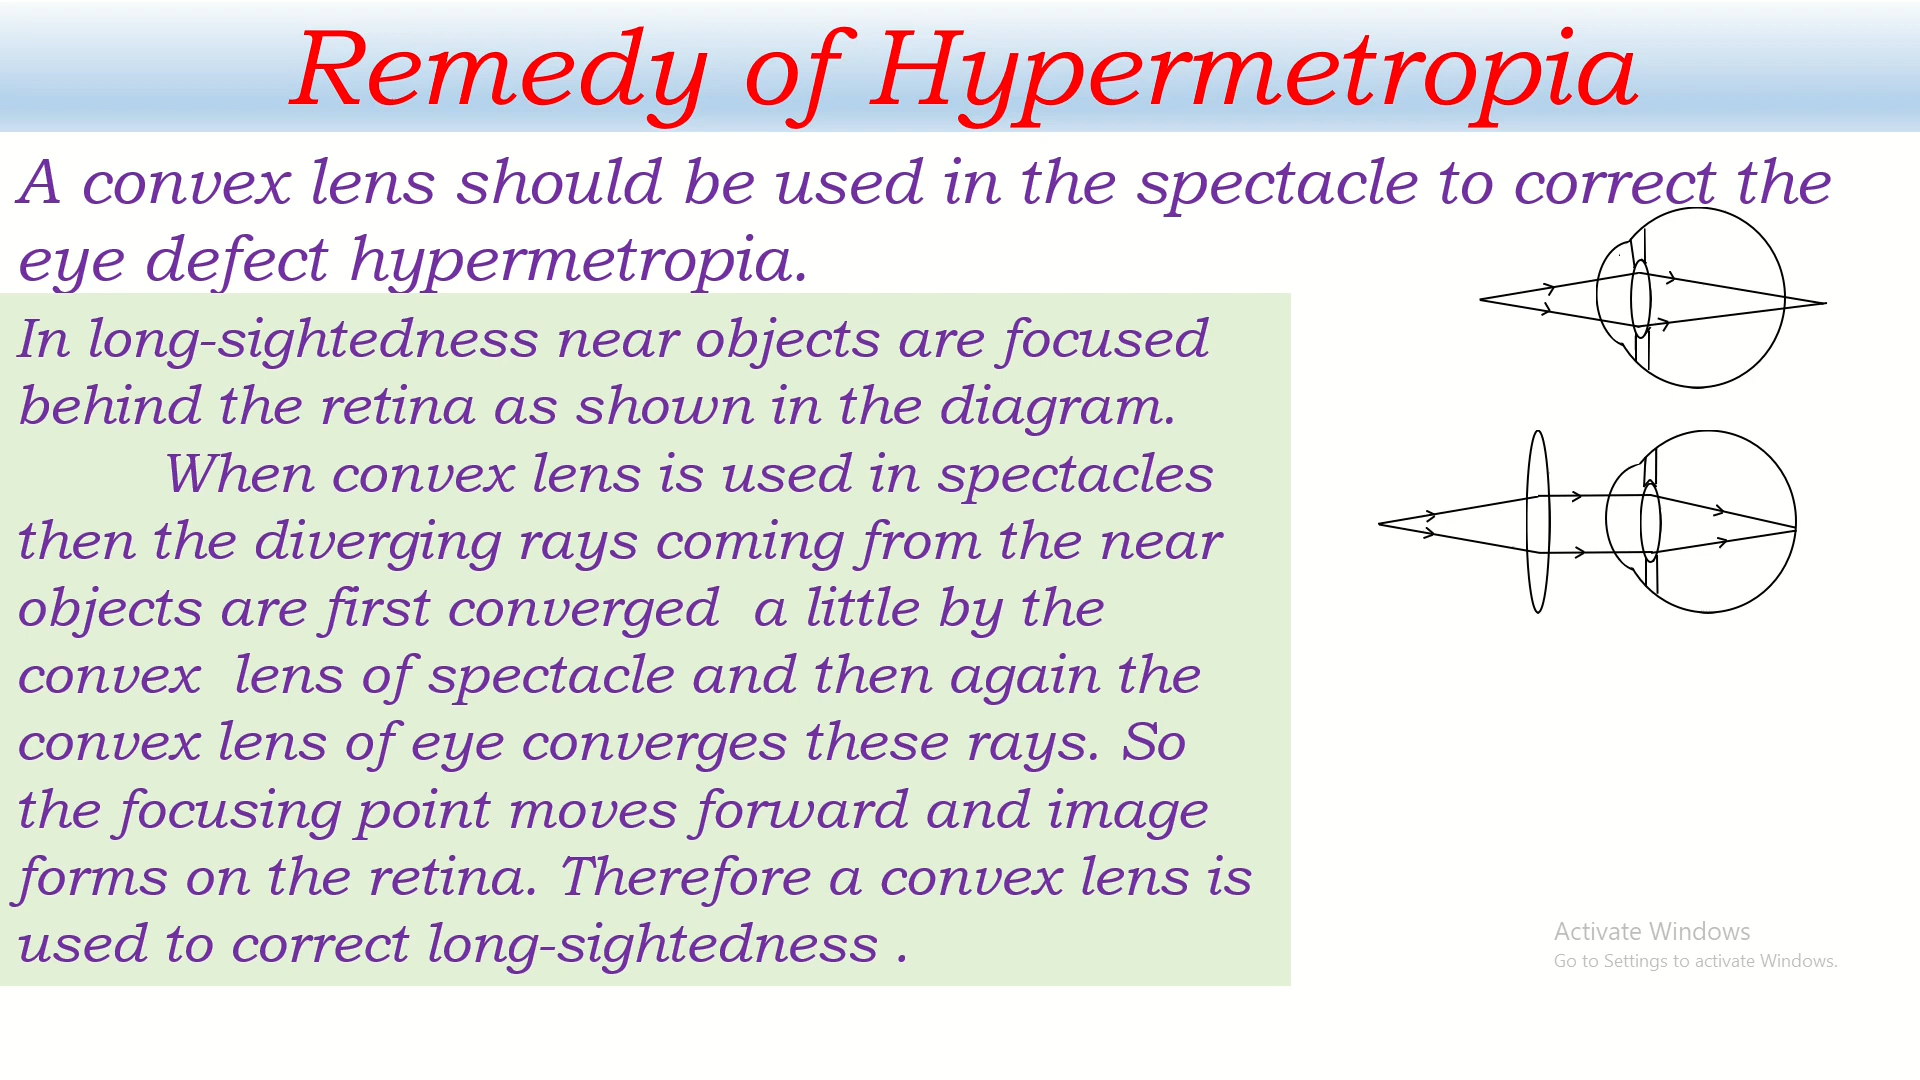 Remedy of Hypermetropia
A convex lens should be used in the spectacle to correct the
eye defect hypermetropia.
In long-sightedness near objects are focused
behind the retina as shown in the diagram.
When convex lens is used in spectacles
then the diverging rays coming from the near
objects are first converged a little by the
convex lens of spectacle and then again the
convex lens of eye converges these rays. So
the focusing point moves forward and image
forms on the retina. Therefore a convex lens is
used to correct long-sightedness .
Activate Windows
Go to Settings to activate Windows.